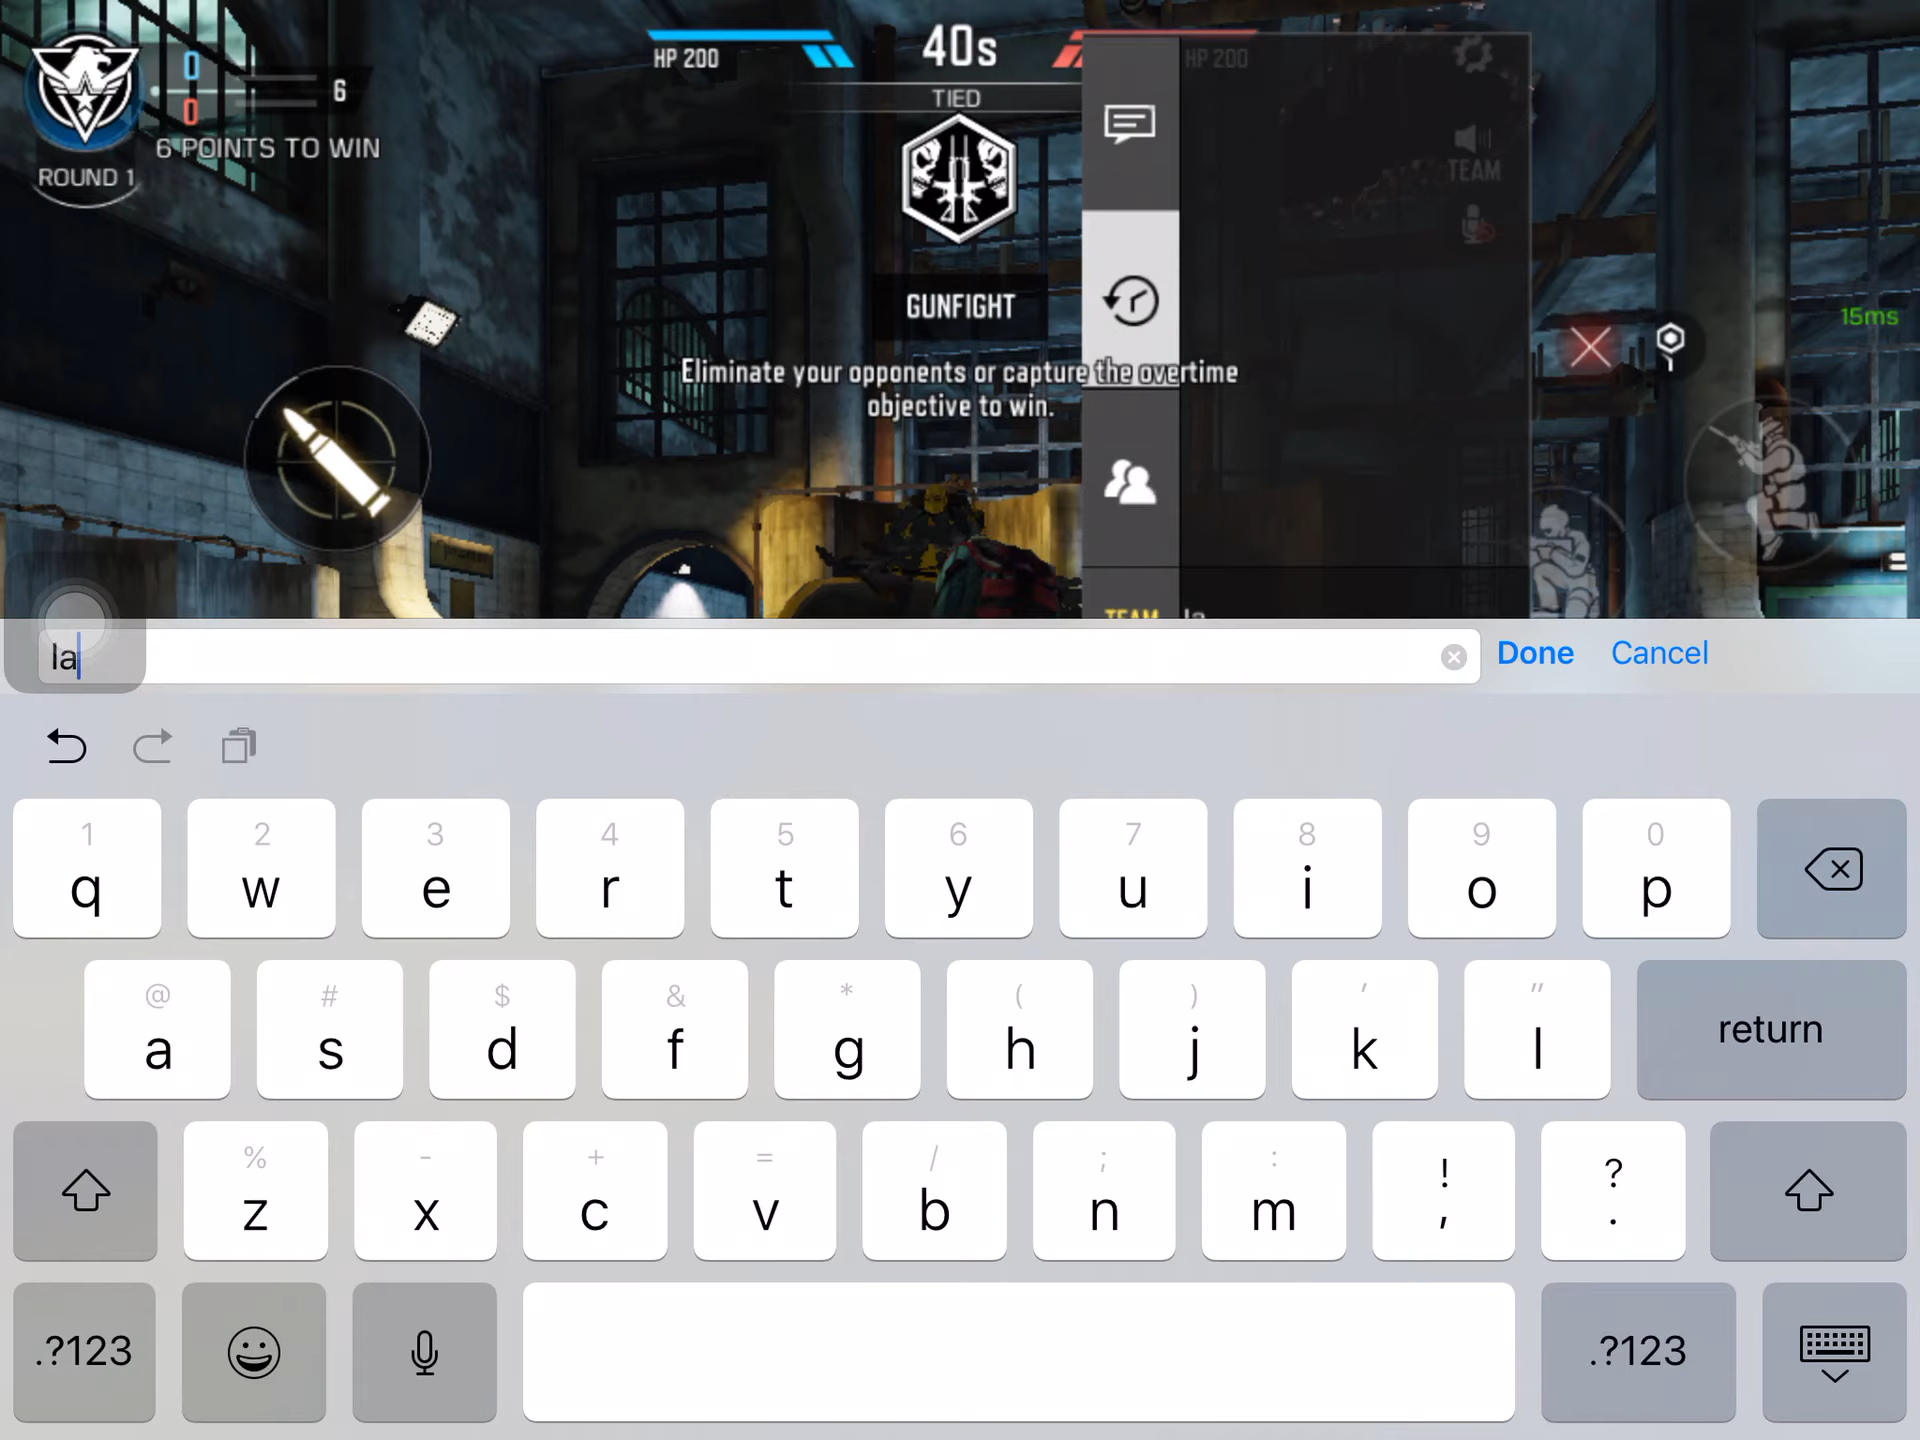 HP 200
40s
HP 200
TIED
0
0
6
6 POINTS TO WIN
ROUND 1
TEAM
GUNFIGHT
15ms
Eliminate your opponents or capture the overtime
objective to win.
TEAM la
la
Done
Cancel
1 2 3 4 5 6 7 8 9 0
q w e r t y u i o p
@ # $ & * ( ) ' "
a s d f g h j k l
return
% - + = / ; : ! ?
z x c v b n m , .
.?123
.?123